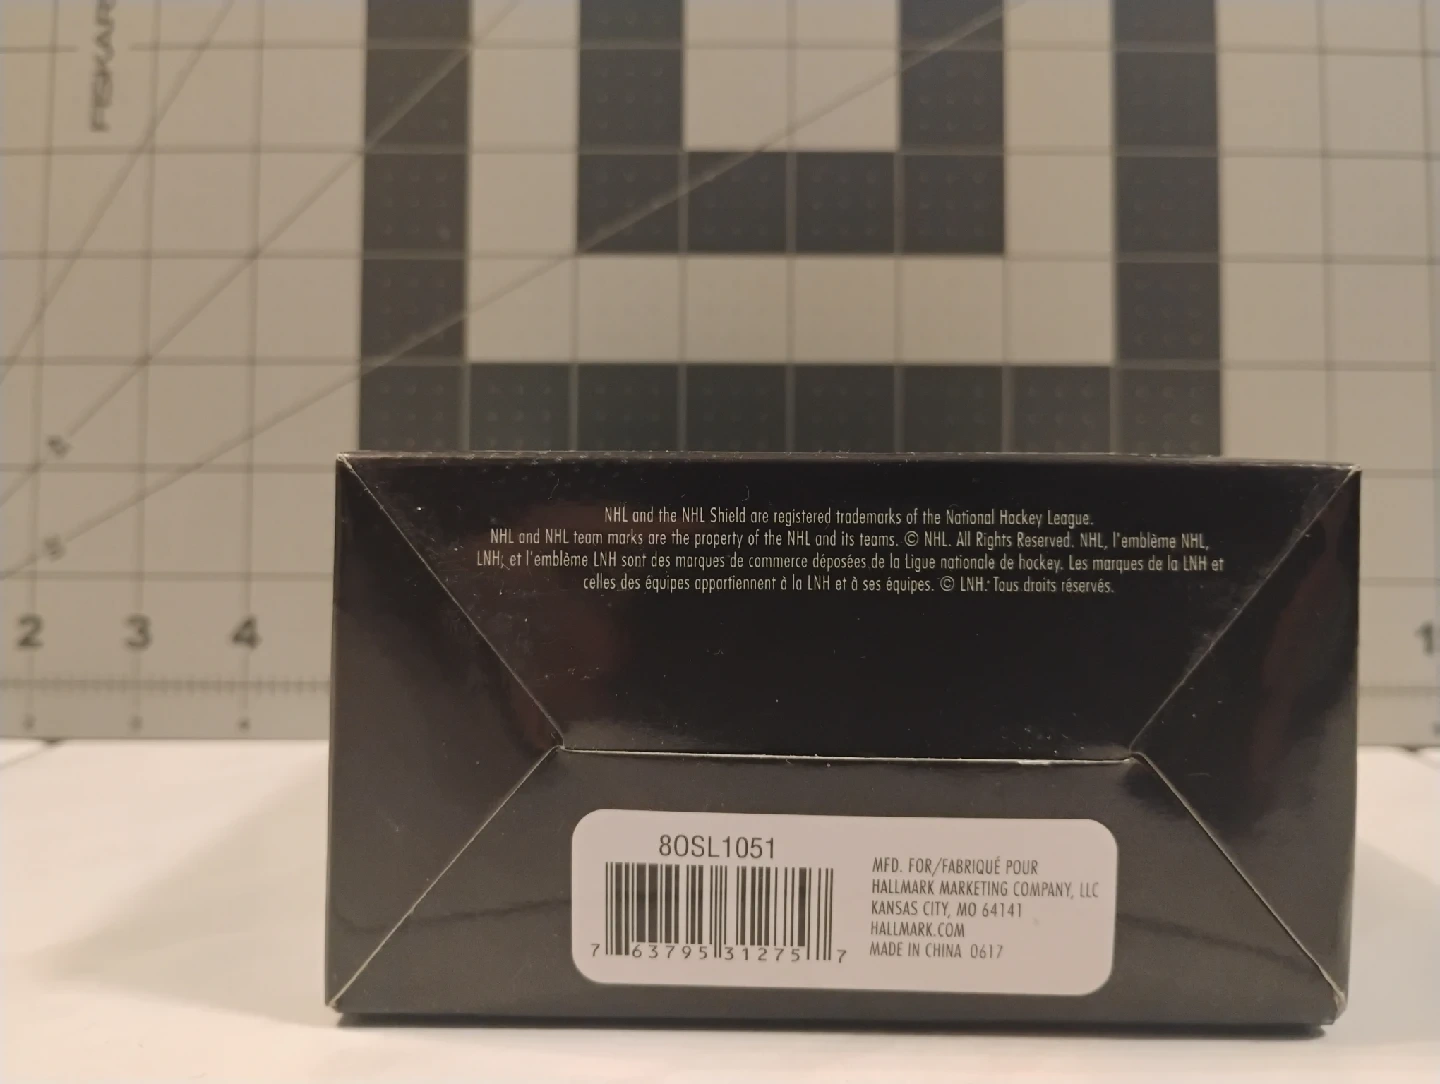 FISKAR
NHL and the NHL Shield are registered trademarks of the National Hockey League.
NHL and NHL team marks are the property of the NHL and its teams. © NHL. All Rights Reserved. NHL, l'emblème NHL,
LNH, et l'emblème LNH sont des marques de commerce déposées de la Ligue nationale de hockey. Les marques de la LNH et
celles des équipes appartiennent à la LNH et à ses équipes. © LNH. Tous droits réservés.
2 3 4
8OSL1051
7 63795 31275 7
MFD. FOR/FABRIQUÉ POUR
HALLMARK MARKETING COMPANY, LLC
KANSAS CITY, MO 64141
HALLMARK.COM
MADE IN CHINA 0617